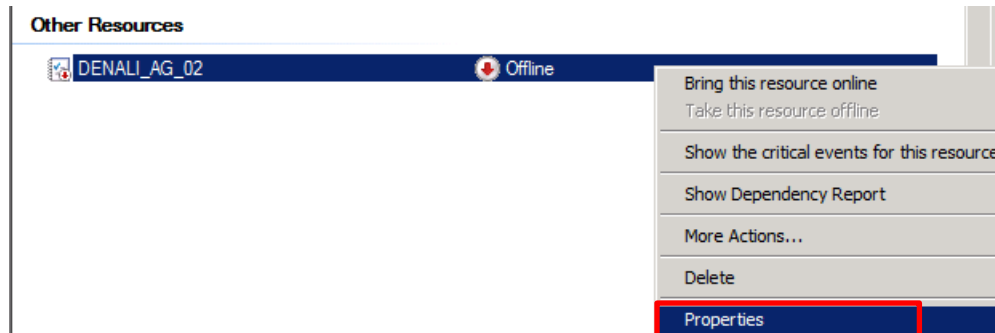 Other Resources
DENALI_AG_02 Offline
Bring this resource online
Take this resource offline
Show the critical events for this resource
Show Dependency Report
More Actions...
Delete
Properties